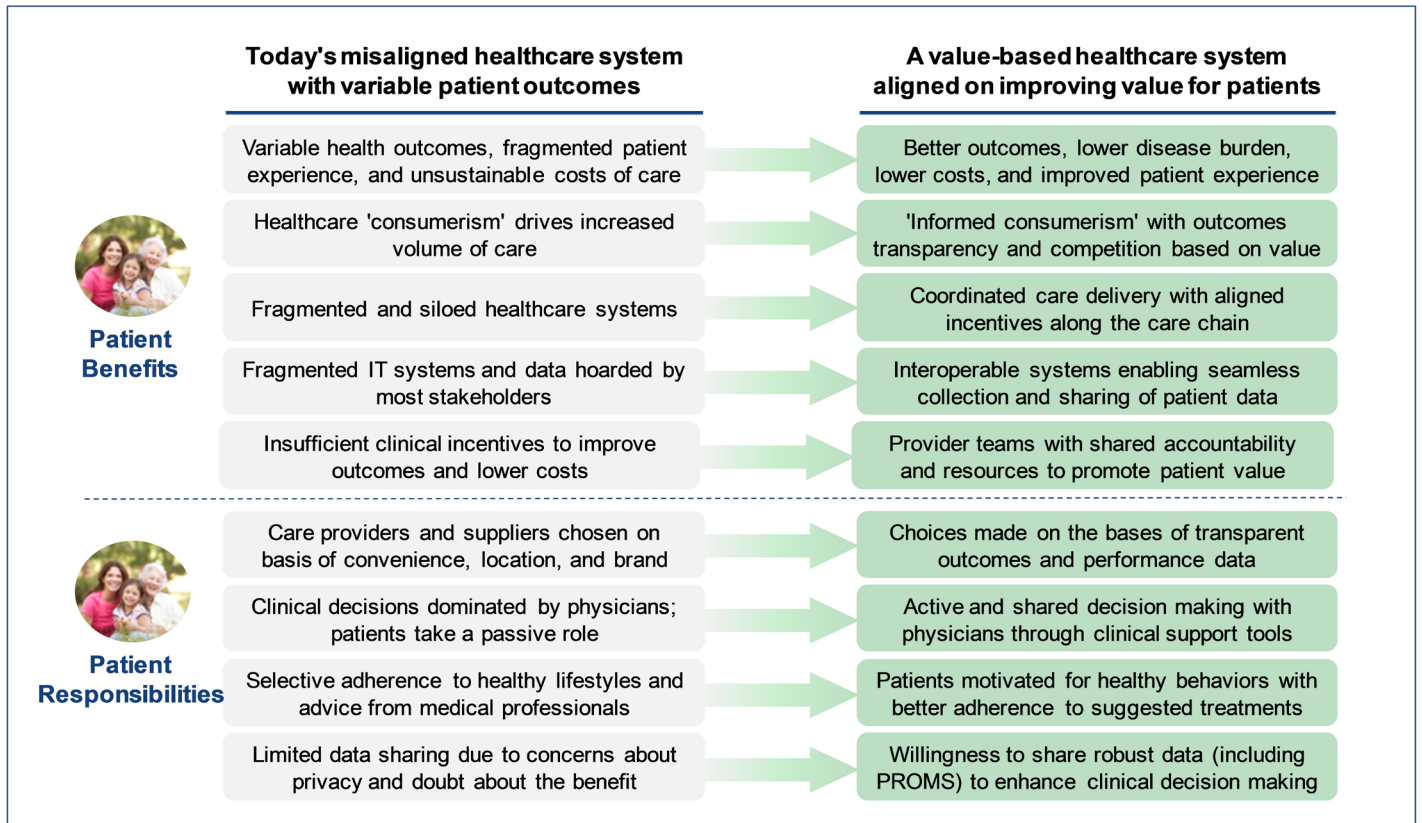 Today's misaligned healthcare system
with variable patient outcomes
A value-based healthcare system
aligned on improving value for patients
Variable health outcomes, fragmented patient
experience, and unsustainable costs of care
Better outcomes, lower disease burden,
lower costs, and improved patient experience
Healthcare 'consumerism' drives increased
volume of care
'Informed consumerism' with outcomes
transparency and competition based on value
Fragmented and siloed healthcare systems
Coordinated care delivery with aligned
incentives along the care chain
Patient
Benefits
Fragmented IT systems and data hoarded by
most stakeholders
Interoperable systems enabling seamless
collection and sharing of patient data
Insufficient clinical incentives to improve
outcomes and lower costs
Provider teams with shared accountability
and resources to promote patient value
Care providers and suppliers chosen on
basis of convenience, location, and brand
Choices made on the bases of transparent
outcomes and performance data
Clinical decisions dominated by physicians;
patients take a passive role
Active and shared decision making with
physicians through clinical support tools
Patient
Responsibilities
Selective adherence to healthy lifestyles and
advice from medical professionals
Patients motivated for healthy behaviors with
better adherence to suggested treatments
Limited data sharing due to concerns about
privacy and doubt about the benefit
Willingness to share robust data (including
PROMS) to enhance clinical decision making